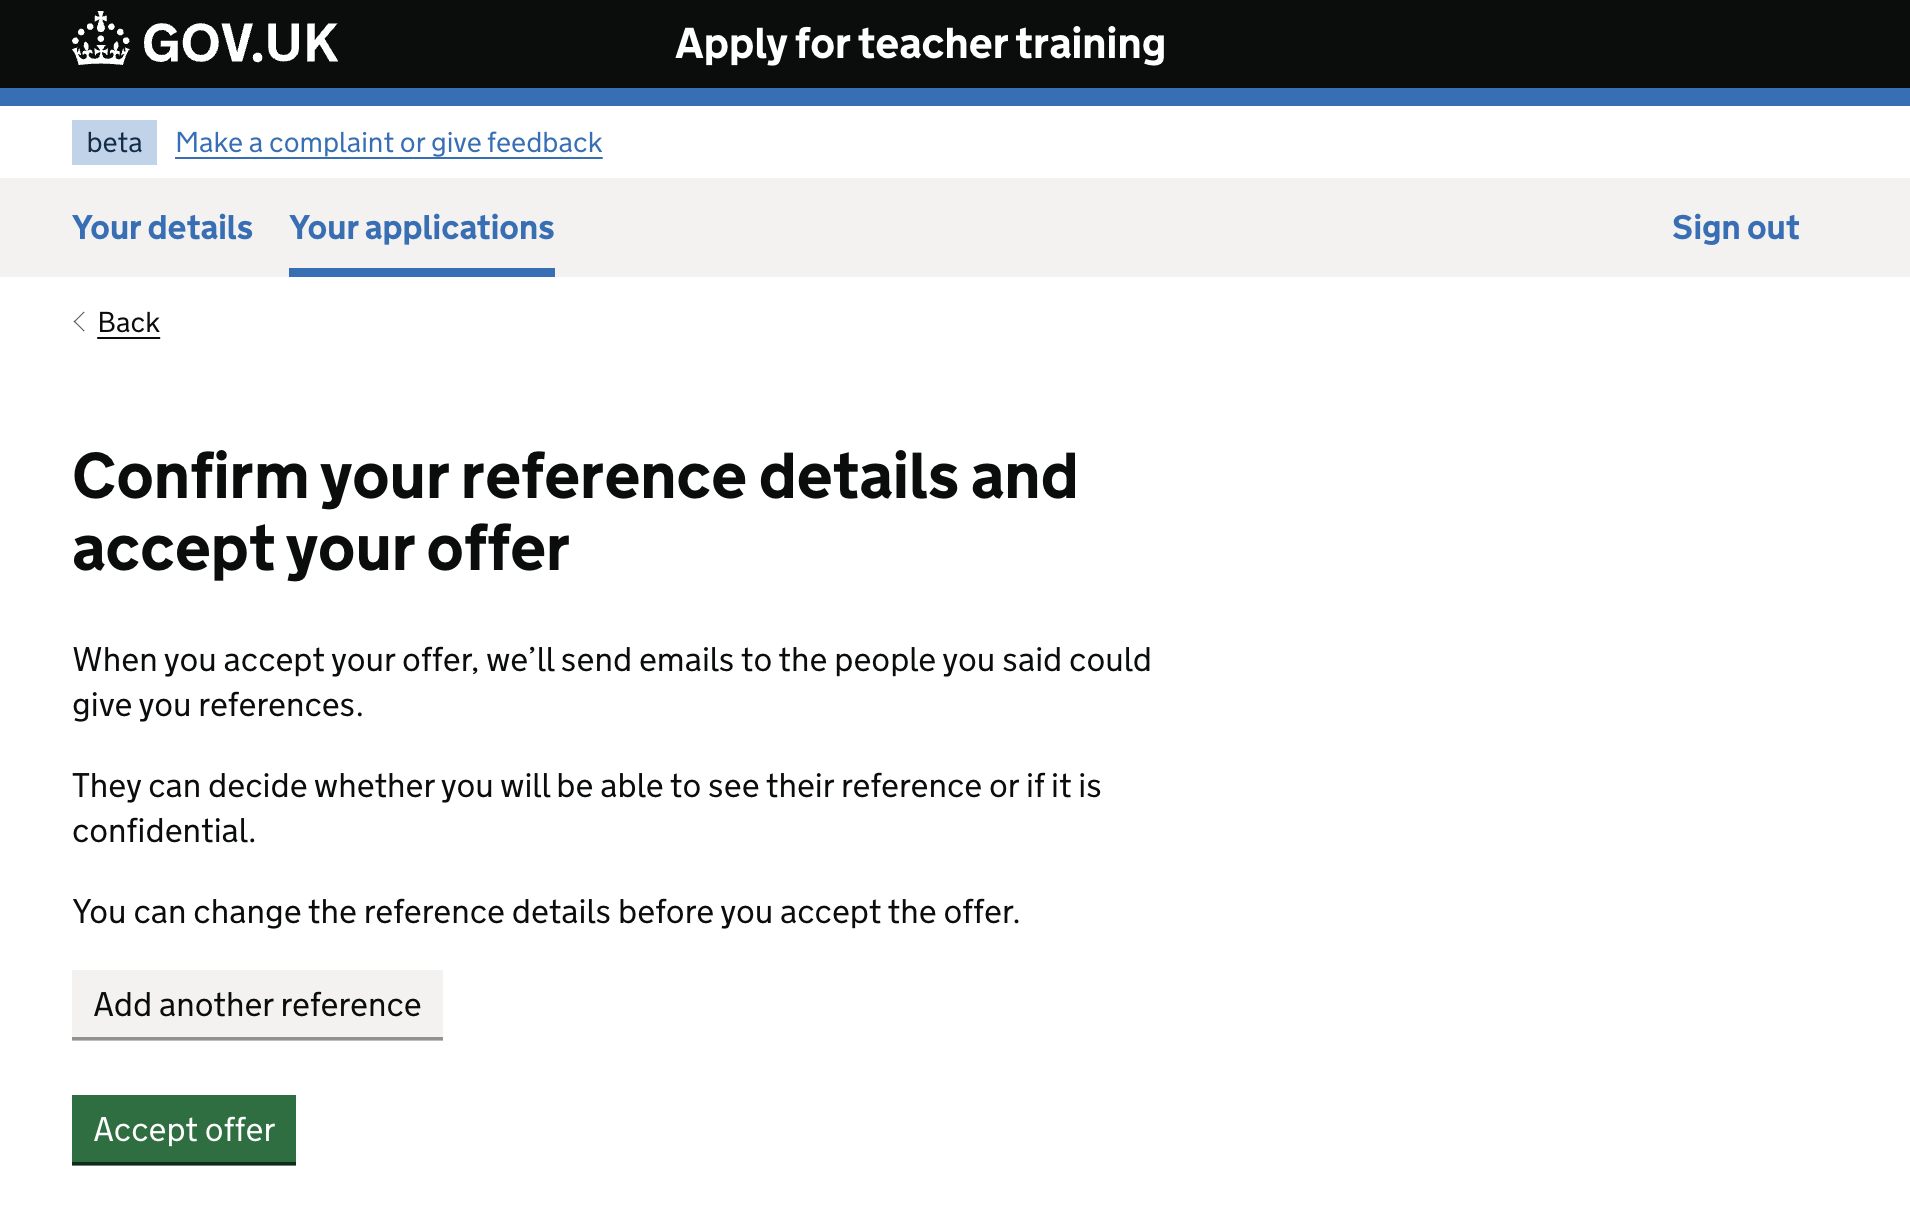 GOV.UK
Apply for teacher training
beta
Make a complaint or give feedback
Your details
Your applications
Sign out
Back
Confirm your reference details and
accept your offer
When you accept your offer, we’ll send emails to the people you said could
give you references.
They can decide whether you will be able to see their reference or if it is
confidential.
You can change the reference details before you accept the offer.
Add another reference
Accept offer